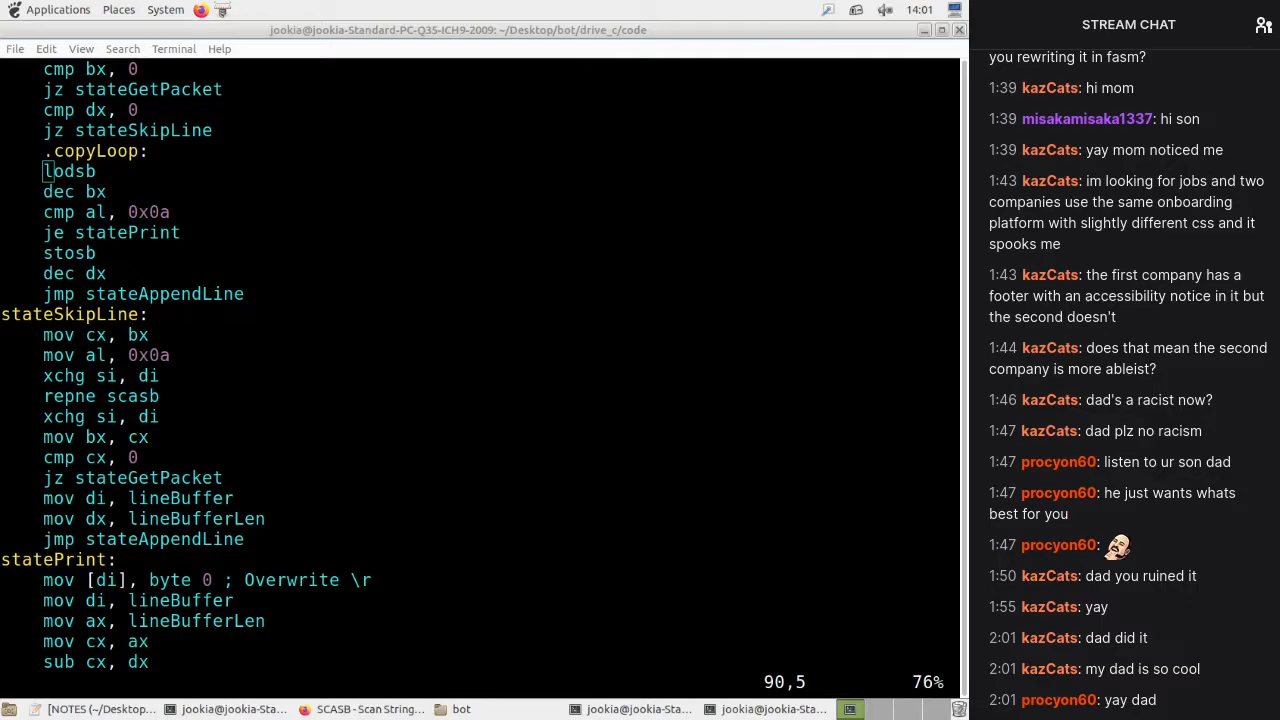 Applications Places System 14:01
jookia@jookia-Standard-PC-Q35-ICH9-2009: ~/Desktop/bot/drive_c/code
File Edit View Search Terminal Help
cmp bx, 0
jz stateGetPacket
cmp dx, 0
jz stateSkipLine
.copyLoop:
lodsb
dec bx
cmp al, 0x0a
je statePrint
stosb
dec dx
jmp stateAppendLine
stateSkipLine:
mov cx, bx
mov al, 0x0a
xchg si, di
repne scasb
xchg si, di
mov bx, cx
cmp cx, 0
jz stateGetPacket
mov di, lineBuffer
mov dx, lineBufferLen
jmp stateAppendLine
statePrint:
mov [di], byte 0 ; Overwrite \r
mov di, lineBuffer
mov ax, lineBufferLen
mov cx, ax
sub cx, dx
90,5 76%
[NOTES (~/Desktop... jookia@jookia-Sta... SCASB - Scan String... bot jookia@jookia-Sta... jookia@jookia-Sta...
STREAM CHAT
you rewriting it in fasm?
1:39 kazCats: hi mom
1:39 misakamisaka1337: hi son
1:39 kazCats: yay mom noticed me
1:43 kazCats: im looking for jobs and two
companies use the same onboarding
platform with slightly different css and it
spooks me
1:43 kazCats: the first company has a
footer with an accessibility notice in it but
the second doesn't
1:44 kazCats: does that mean the second
company is more ableist?
1:46 kazCats: dad's a racist now?
1:47 kazCats: dad plz no racism
1:47 procyon60: listen to ur son dad
1:47 procyon60: he just wants whats
best for you
1:47 procyon60:
1:50 kazCats: dad you ruined it
1:55 kazCats: yay
2:01 kazCats: dad did it
2:01 kazCats: my dad is so cool
2:01 procyon60: yay dad